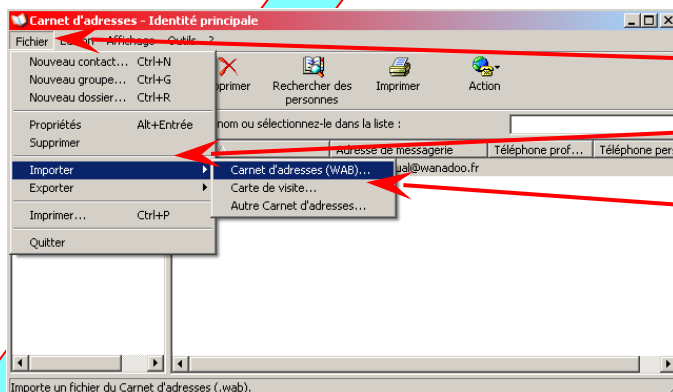 Carnet d'adresses - Identité principale
Fichier Affichage Outils ?
Nouveau contact... Ctrl+N
Nouveau groupe... Ctrl+G
Nouveau dossier... Ctrl+R
Propriétés Alt+Entrée
Supprimer
Importer
Exporter
Imprimer... Ctrl+P
Quitter
primer
Rechercher des personnes
Imprimer
Action
nom ou sélectionnez-le dans la liste :
Adresse de messagerie Téléphone prof... Téléphone per
ual@wanadoo.fr
Carnet d'adresses (WAB)...
Carte de visite...
Autre Carnet d'adresses...
Importe un fichier du Carnet d'adresses (.wab).